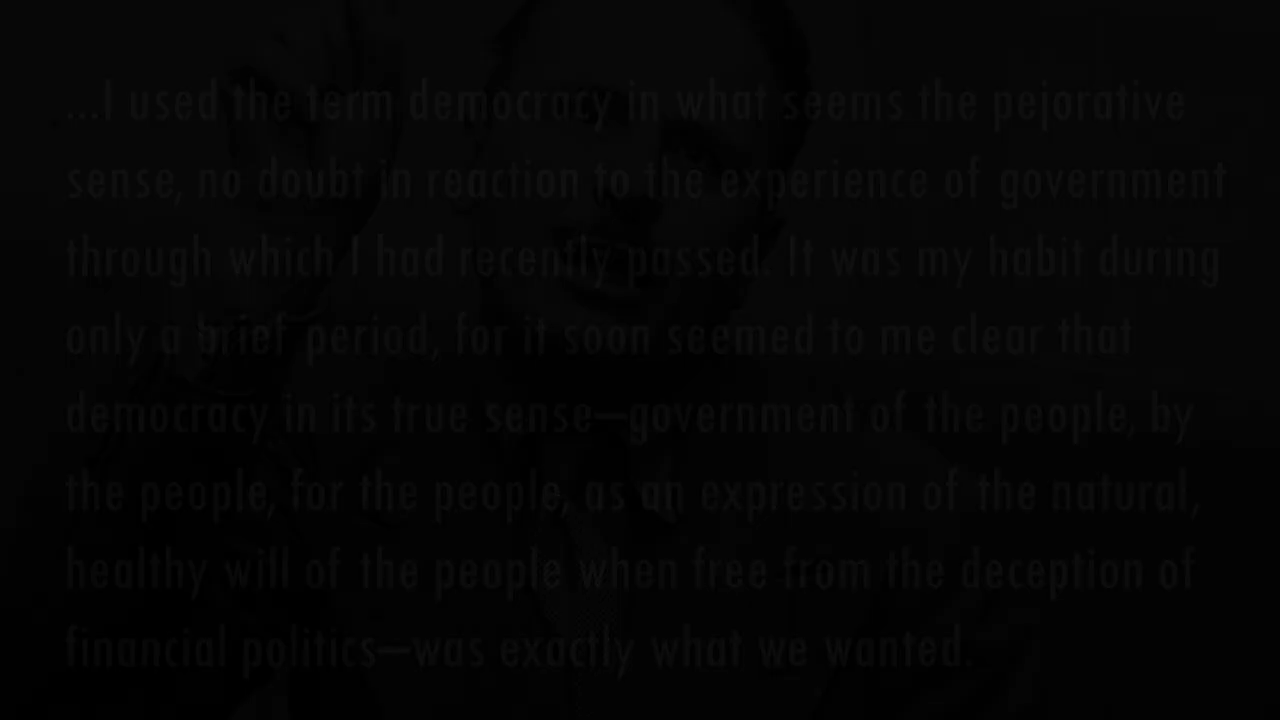 ...I used the term democracy in what seems the pejorative
sense, no doubt in reaction to the experience of government
through which I had recently passed. It was my habit during
only a brief period, for it soon seemed to me clear that
democracy in its true sense—government of the people, by
the people, for the people, as an expression of the natural,
healthy will of the people when free from the deception of
financial politics—was exactly what we wanted.